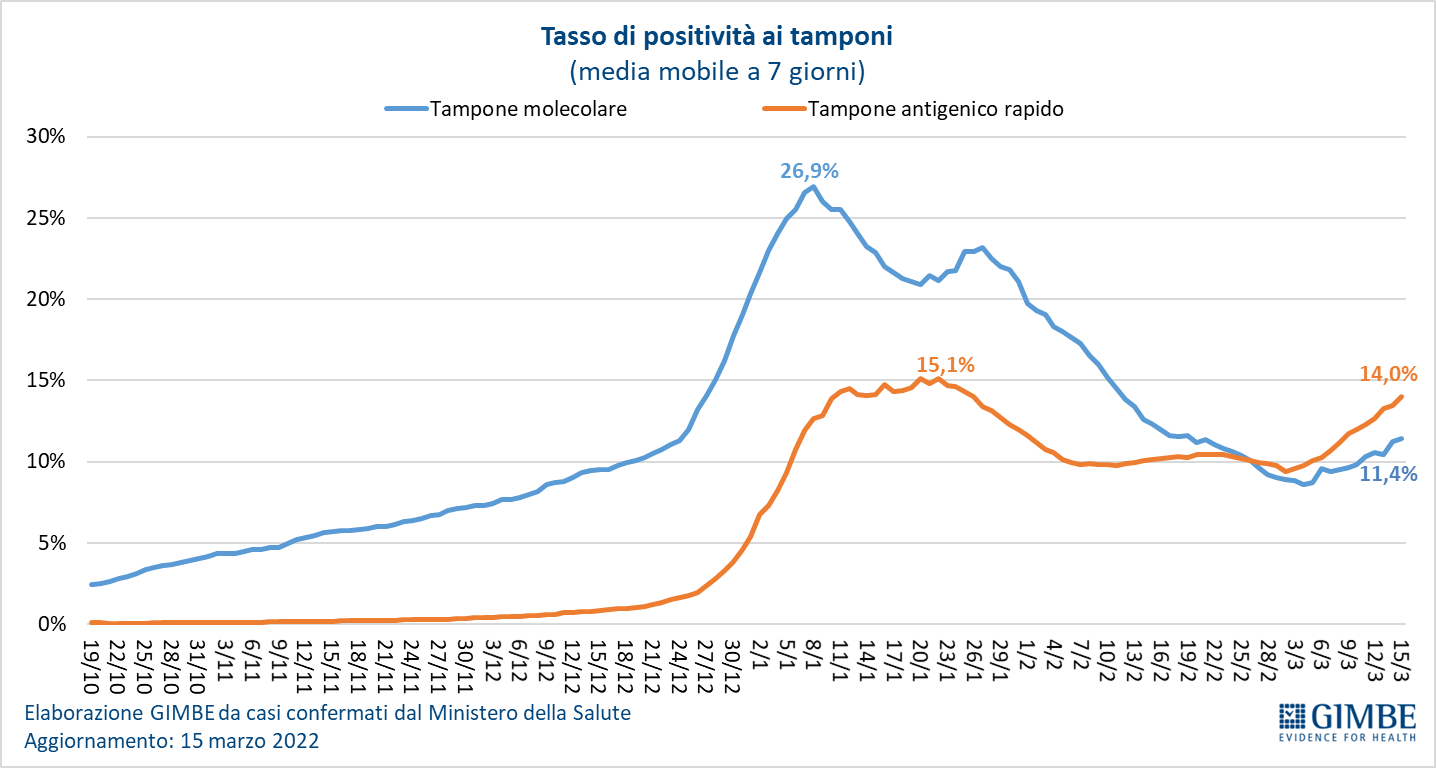 Tasso di positività ai tamponi
(media mobile a 7 giorni)
Tampone molecolare Tampone antigenico rapido
30%
26,9%
25%
20%
15,1%
15%
14,0%
10%
11,4%
5%
0%
19/10 22/10 25/10 28/10 31/10 3/11 6/11 9/11 12/11 15/11 18/11 21/11 24/11 27/11 30/11 3/12 6/12 9/12 12/12 15/12 18/12 21/12 24/12 27/12 30/12 2/1 5/1 8/1 11/1 14/1 17/1 20/1 23/1 26/1 29/1 1/2 4/2 7/2 10/2 13/2 16/2 19/2 22/2 25/2 28/2 3/3 6/3 9/3 12/3 15/3
Elaborazione GIMBE da casi confermati dal Ministero della Salute
Aggiornamento: 15 marzo 2022
GIMBE
EVIDENCE FOR HEALTH